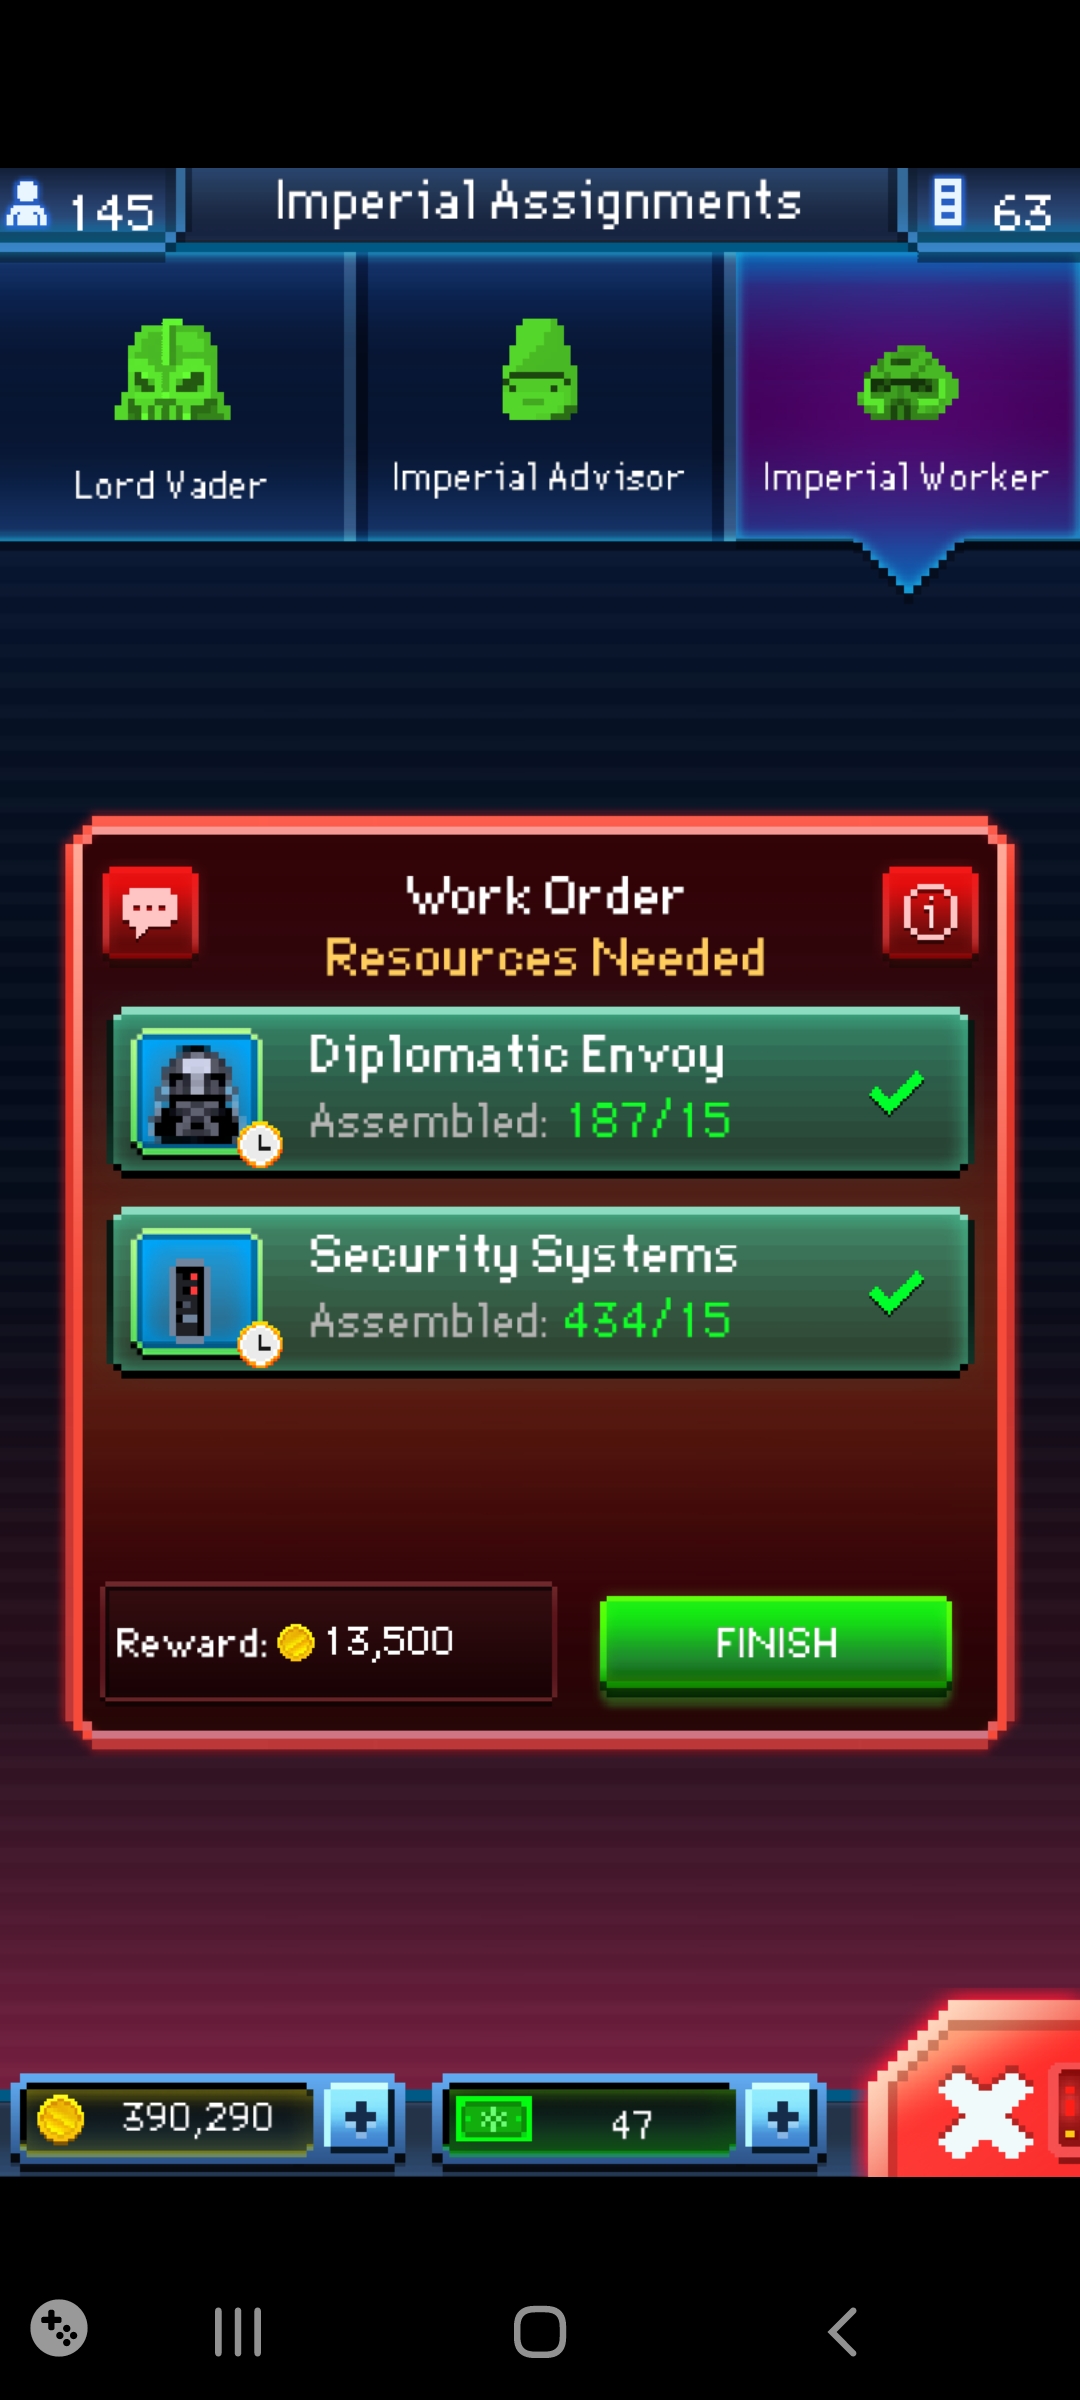 145
Imperial Assignments
63
Lord Vader
Imperial Advisor
Imperial Worker
Work Order
Resources Needed
Diplomatic Envoy
Assembled: 187/15
Security Systems
Assembled: 434/15
Reward: 13,500
FINISH
390,290
47